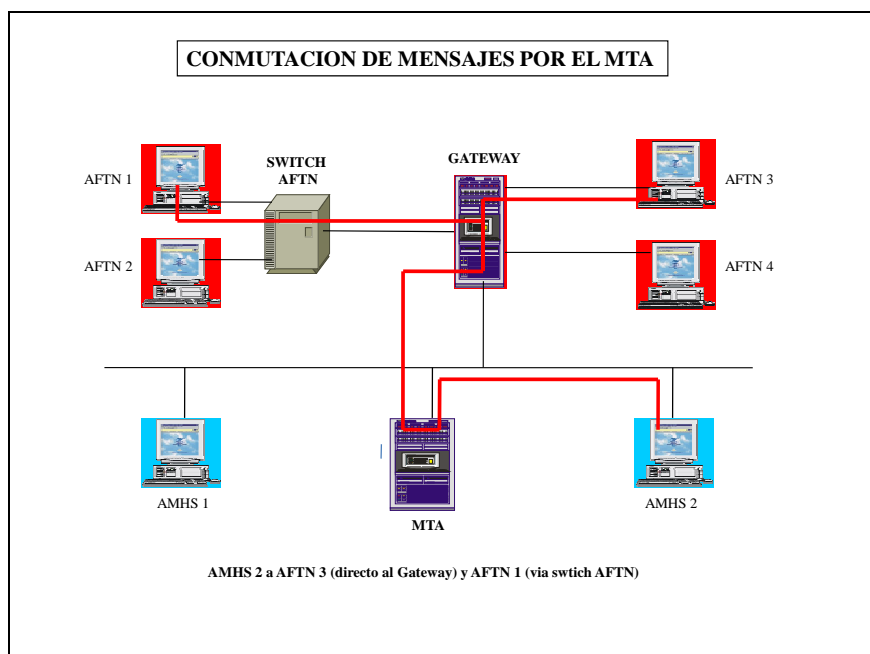 CONMUTACION DE MENSAJES POR EL MTA
AFTN 1
SWITCH
AFTN
GATEWAY
AFTN 3
AFTN 2
AFTN 4
AMHS 1
MTA
AMHS 2
AMHS 2 a AFTN 3 (directo al Gateway) y AFTN 1 (via swtich AFTN)